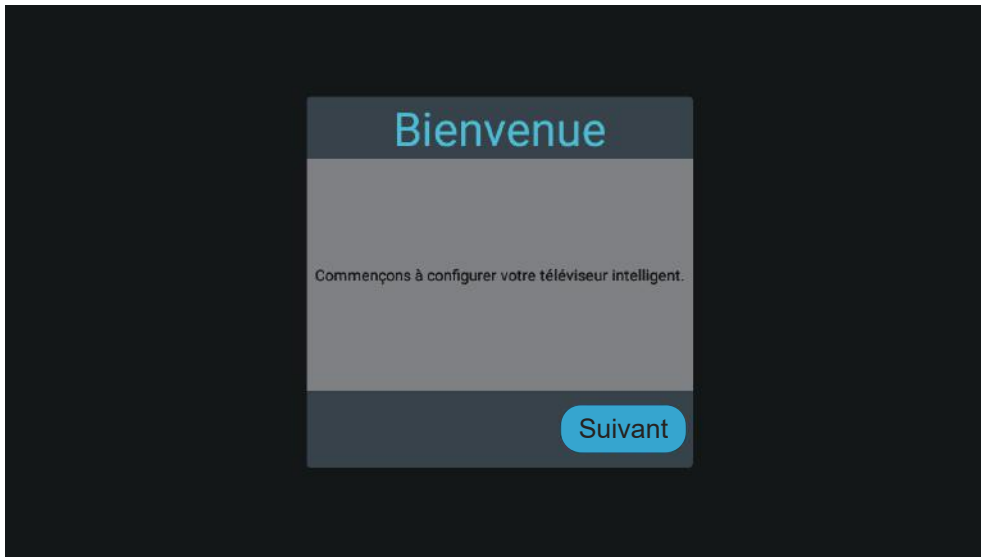 Bienvenue
Commençons à configurer votre téléviseur intelligent.
Suivant